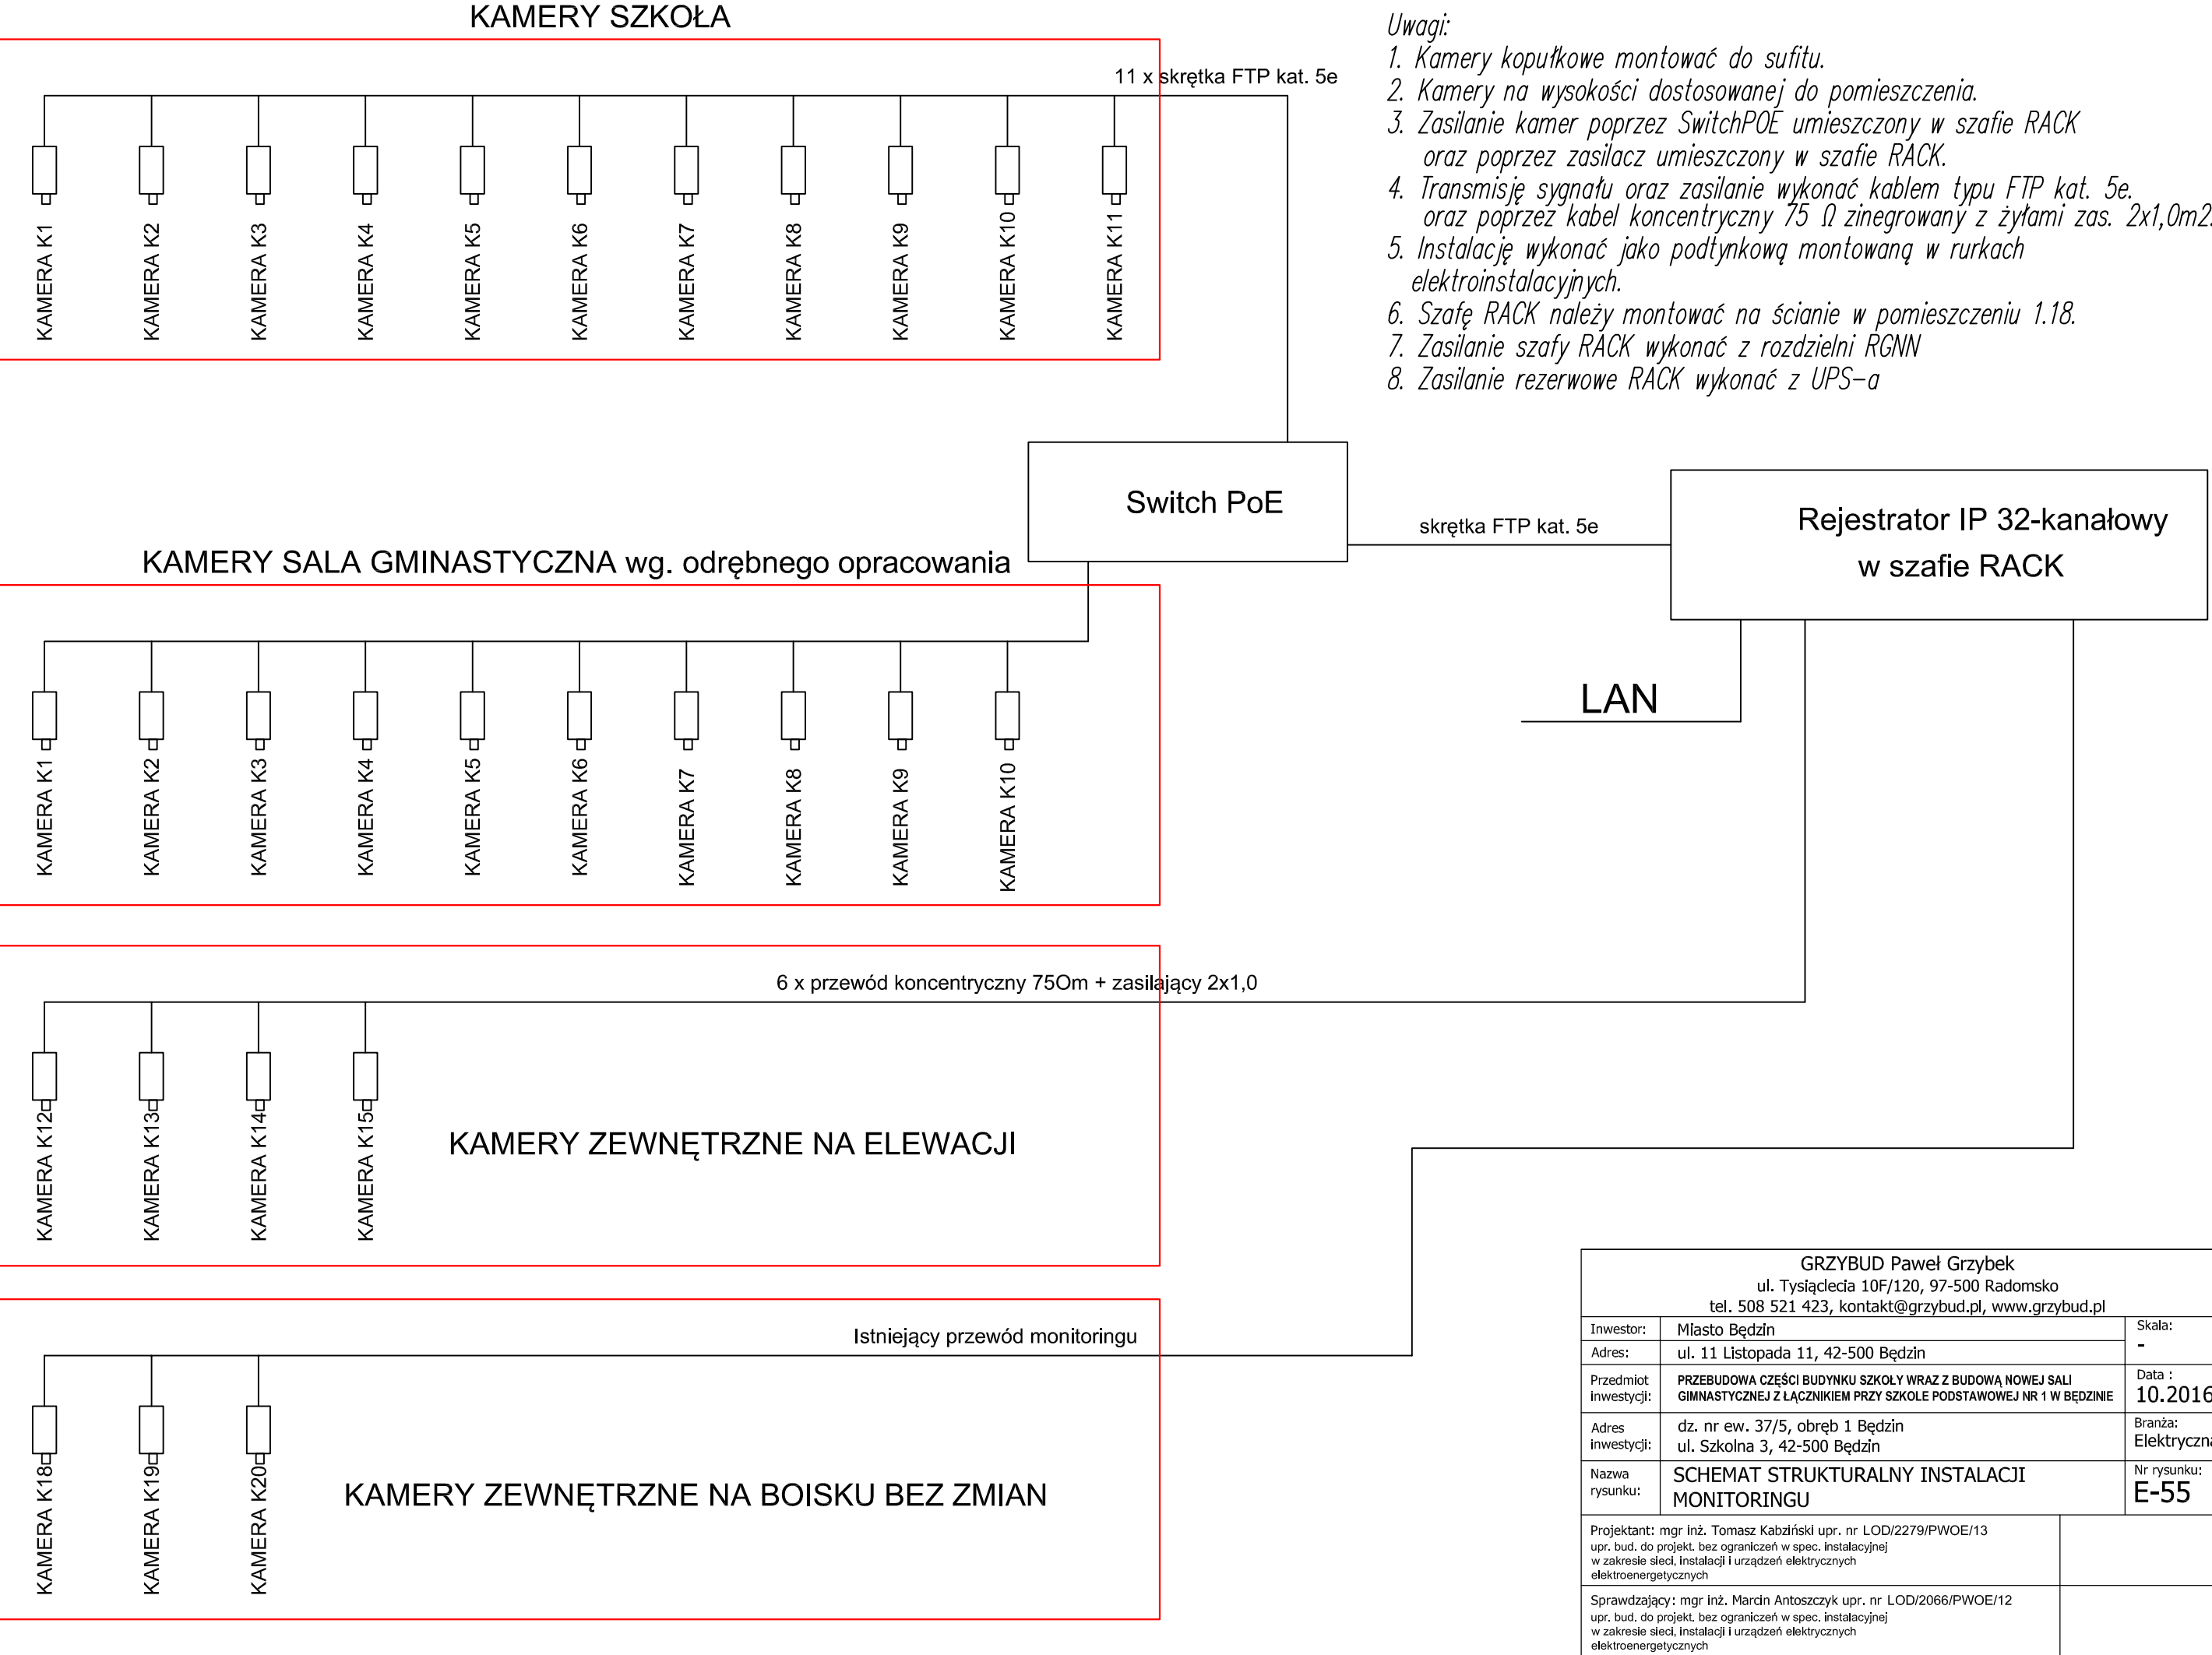 KAMERY SZKOŁA
11 x skrętka FTP kat. 5e
KAMERA K1
KAMERA K2
KAMERA K3
KAMERA K4
KAMERA K5
KAMERA K6
KAMERA K7
KAMERA K8
KAMERA K9
KAMERA K10
KAMERA K11
Uwagi:
1. Kamery kopułkowe montować do sufitu.
2. Kamery na wysokości dostosowanej do pomieszczenia.
3. Zasilanie kamer poprzez SwitchPOE umieszczony w szafie RACK
oraz poprzez zasilacz umieszczony w szafie RACK.
4. Transmisję sygnału oraz zasilanie wykonać kablem typu FTP kat. 5e.
oraz poprzez kabel koncentryczny 75 Ω zinegrowany z żyłami zas. 2x1,0m2.
5. Instalację wykonać jako podtynkową montowaną w rurkach
elektroinstalacyjnych.
6. Szafę RACK należy montować na ścianie w pomieszczeniu 1.18.
7. Zasilanie szafy RACK wykonać z rozdzielni RGNN
8. Zasilanie rezerwowe RACK wykonać z UPS-a
Switch PoE
skrętka FTP kat. 5e
Rejestrator IP 32-kanałowy
w szafie RACK
LAN
KAMERY SALA GMINASTYCZNA wg. odrębnego opracowania
KAMERA K1
KAMERA K2
KAMERA K3
KAMERA K4
KAMERA K5
KAMERA K6
KAMERA K7
KAMERA K8
KAMERA K9
KAMERA K10
6 x przewód koncentryczny 75Om + zasilający 2x1,0
KAMERA K12
KAMERA K13
KAMERA K14
KAMERA K15
KAMERY ZEWNĘTRZNE NA ELEWACJI
Istniejący przewód monitoringu
KAMERA K18
KAMERA K19
KAMERA K20
KAMERY ZEWNĘTRZNE NA BOISKU BEZ ZMIAN
GRZYBUD Paweł Grzybek
ul. Tysiąclecia 10F/120, 97-500 Radomsko
tel. 508 521 423, kontakt@grzybud.pl, www.grzybud.pl
Inwestor: Miasto Będzin
Skala:
-
Adres: ul. 11 Listopada 11, 42-500 Będzin
Przedmiot
inwestycji:
PRZEBUDOWA CZĘŚCI BUDYNKU SZKOŁY WRAZ Z BUDOWĄ NOWEJ SALI
GIMNASTYCZNEJ Z ŁĄCZNIKIEM PRZY SZKOLE PODSTAWOWEJ NR 1 W BĘDZINIE
Data :
10.2016
Adres
inwestycji:
dz. nr ew. 37/5, obręb 1 Będzin
ul. Szkolna 3, 42-500 Będzin
Branża:
Elektryczna
Nazwa
rysunku:
SCHEMAT STRUKTURALNY INSTALACJI
MONITORINGU
Nr rysunku:
E-55
Projektant: mgr inż. Tomasz Kabziński upr. nr LOD/2279/PWOE/13
upr. bud. do projekt. bez ograniczeń w spec. instalacyjnej
w zakresie sieci, instalacji i urządzeń elektrycznych
elektroenergetycznych
Sprawdzający: mgr inż. Marcin Antoszczyk upr. nr LOD/2066/PWOE/12
upr. bud. do projekt. bez ograniczeń w spec. instalacyjnej
w zakresie sieci, instalacji i urządzeń elektrycznych
elektroenergetycznych